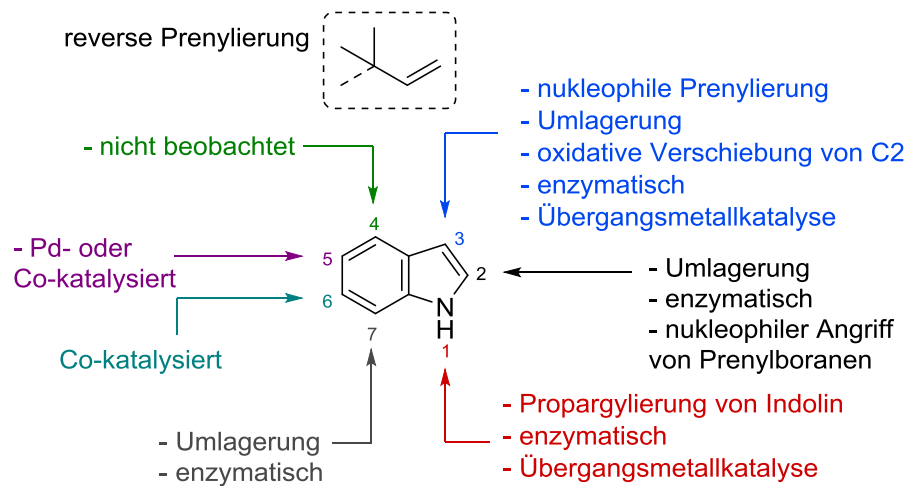 reverse Prenylierung
- nukleophile Prenylierung
- Umlagerung
- oxidative Verschiebung von C2
- enzymatisch
- Übergangsmetallkatalyse
- nicht beobachtet
4
3
- Pd- oder
Co-katalysiert
5
2
- Umlagerung
- enzymatisch
- nukleophiler Angriff
von Prenylboranen
6
N
H
7
1
Co-katalysiert
- Propargylierung von Indolin
- enzymatisch
- Übergangsmetallkatalyse
- Umlagerung
- enzymatisch